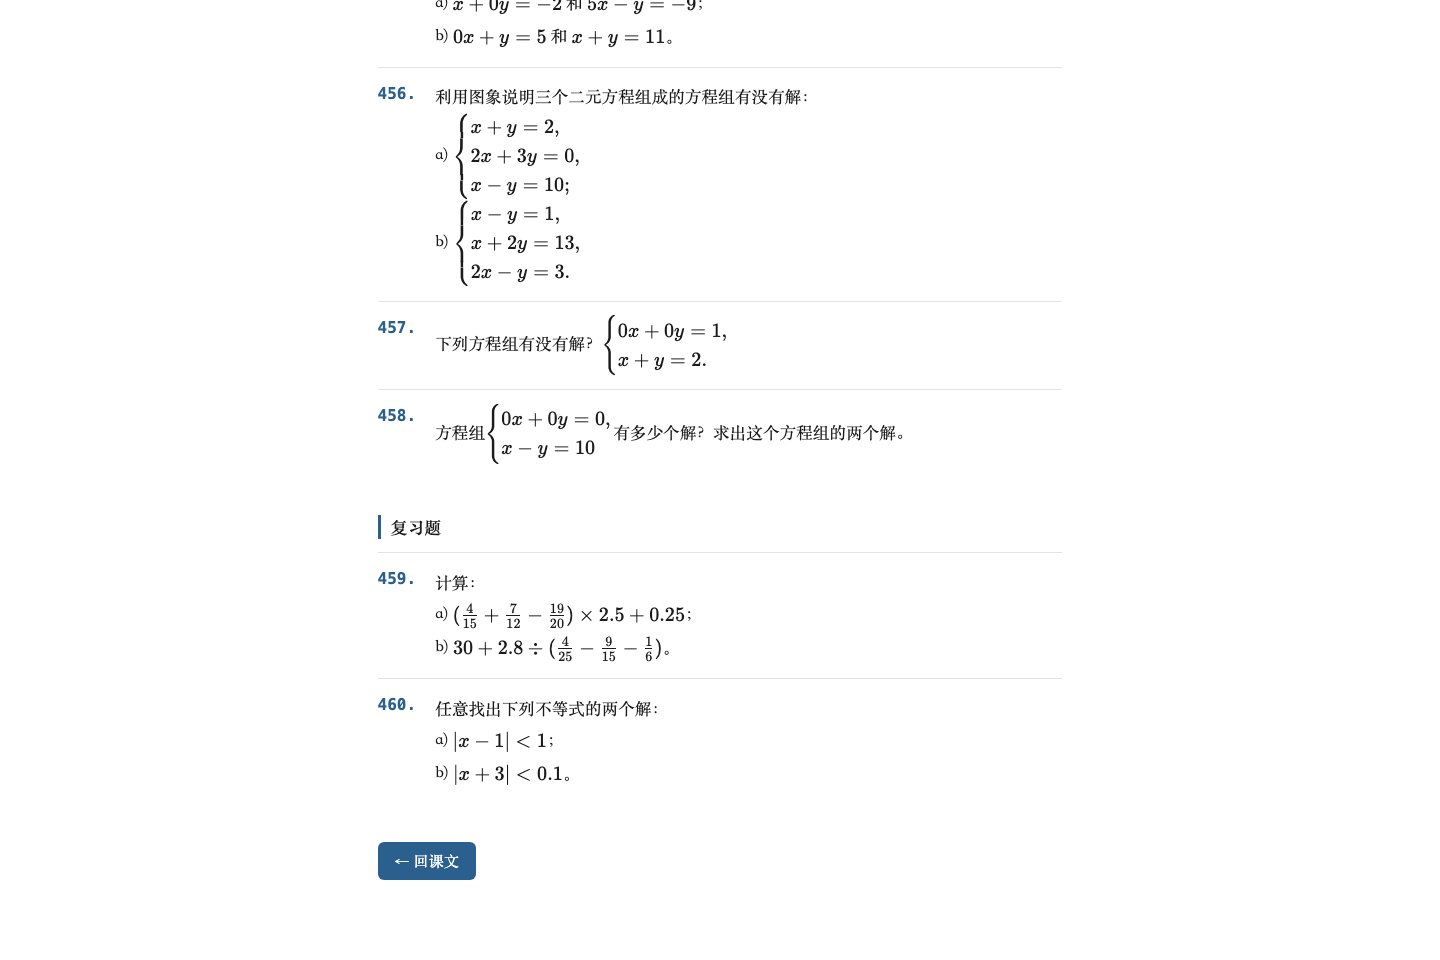 a) x + 0y = −2 和 5x − y = −9；
b) 0x + y = 5 和 x + y = 11。
456. 利用图象说明三个二元方程组成的方程组有没有解：
a) { x + y = 2,
2x + 3y = 0,
x − y = 10;
b) { x − y = 1,
x + 2y = 13,
2x − y = 3.
457. 下列方程组有没有解？ { 0x + 0y = 1,
x + y = 2.
458. 方程组 { 0x + 0y = 0,
x − y = 10 有多少个解？求出这个方程组的两个解。
复习题
459. 计算：
a) (4/15 + 7/12 − 19/20) × 2.5 + 0.25；
b) 30 + 2.8 ÷ (4/25 − 9/15 − 1/6)。
460. 任意找出下列不等式的两个解：
a) |x − 1| < 1；
b) |x + 3| < 0.1。
← 回课文